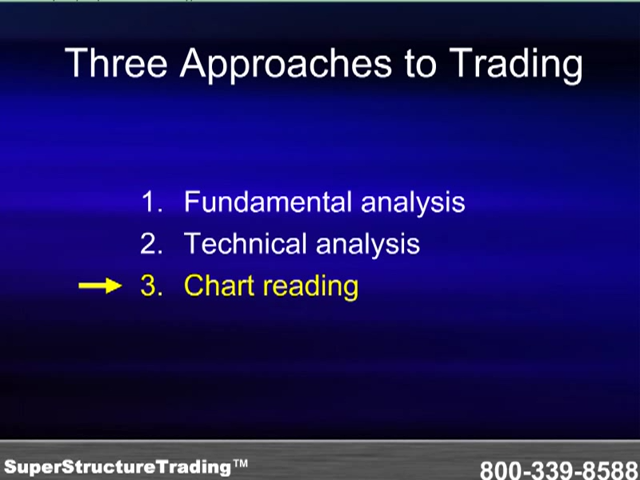 Three Approaches to Trading
1. Fundamental analysis
2. Technical analysis
3. Chart reading
SuperStructureTrading™
800-339-8588